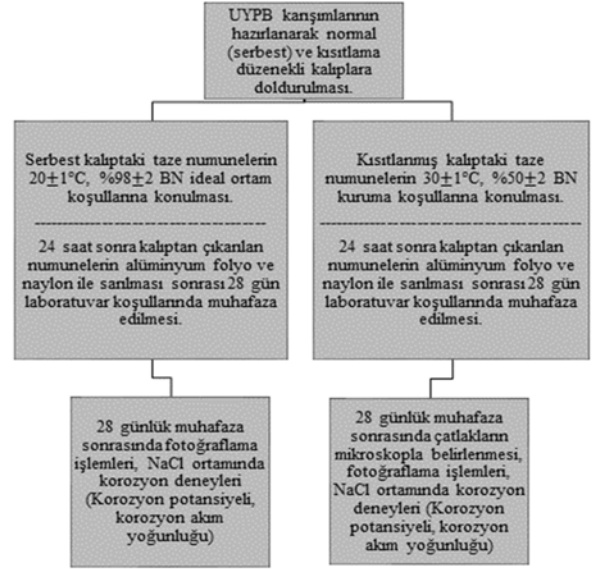 UYPB karışımlarının
hazırlanarak normal
(serbest) ve kısıtlama
düzenekli kalıplara
doldurulması.
Serbest kalıptaki taze numunelerin
20±1°C, %98±2 BN ideal ortam
koşullarına konulması.
24 saat sonra kalıptan çıkarılan
numunelerin alüminyum folyo ve
naylon ile sarılması sonrası 28 gün
laboratuvar koşullarında muhafaza
edilmesi.
Kısıtlanmış kalıptaki taze
numunelerin 30±1°C, %50±2 BN
kuruma koşullarına konulması.
24 saat sonra kalıptan çıkarılan
numunelerin alüminyum folyo ve
naylon ile sarılması sonrası 28 gün
laboratuvar koşullarında muhafaza
edilmesi.
28 günlük muhafaza
sonrasında fotoğraflama
işlemleri, NaCl ortamında
korozyon deneyleri
(Korozyon potansiyeli,
korozyon akım
yoğunluğu)
28 günlük muhafaza
sonrasında çatlakların
mikroskopla belirlenmesi,
fotoğraflama işlemleri,
NaCl ortamında korozyon
deneyleri (Korozyon
potansiyeli, korozyon
akım yoğunluğu)